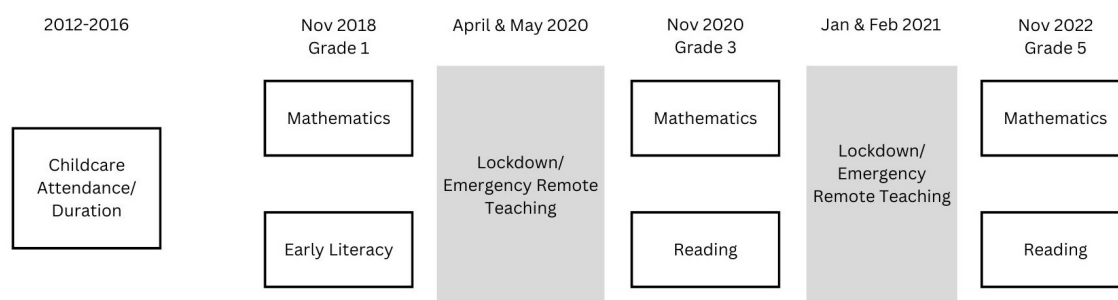 2012-2016
Nov 2018
Grade 1
April & May 2020
Nov 2020
Grade 3
Jan & Feb 2021
Nov 2022
Grade 5
Childcare
Attendance/
Duration
Mathematics
Early Literacy
Lockdown/
Emergency Remote
Teaching
Mathematics
Reading
Lockdown/
Emergency
Remote Teaching
Mathematics
Reading